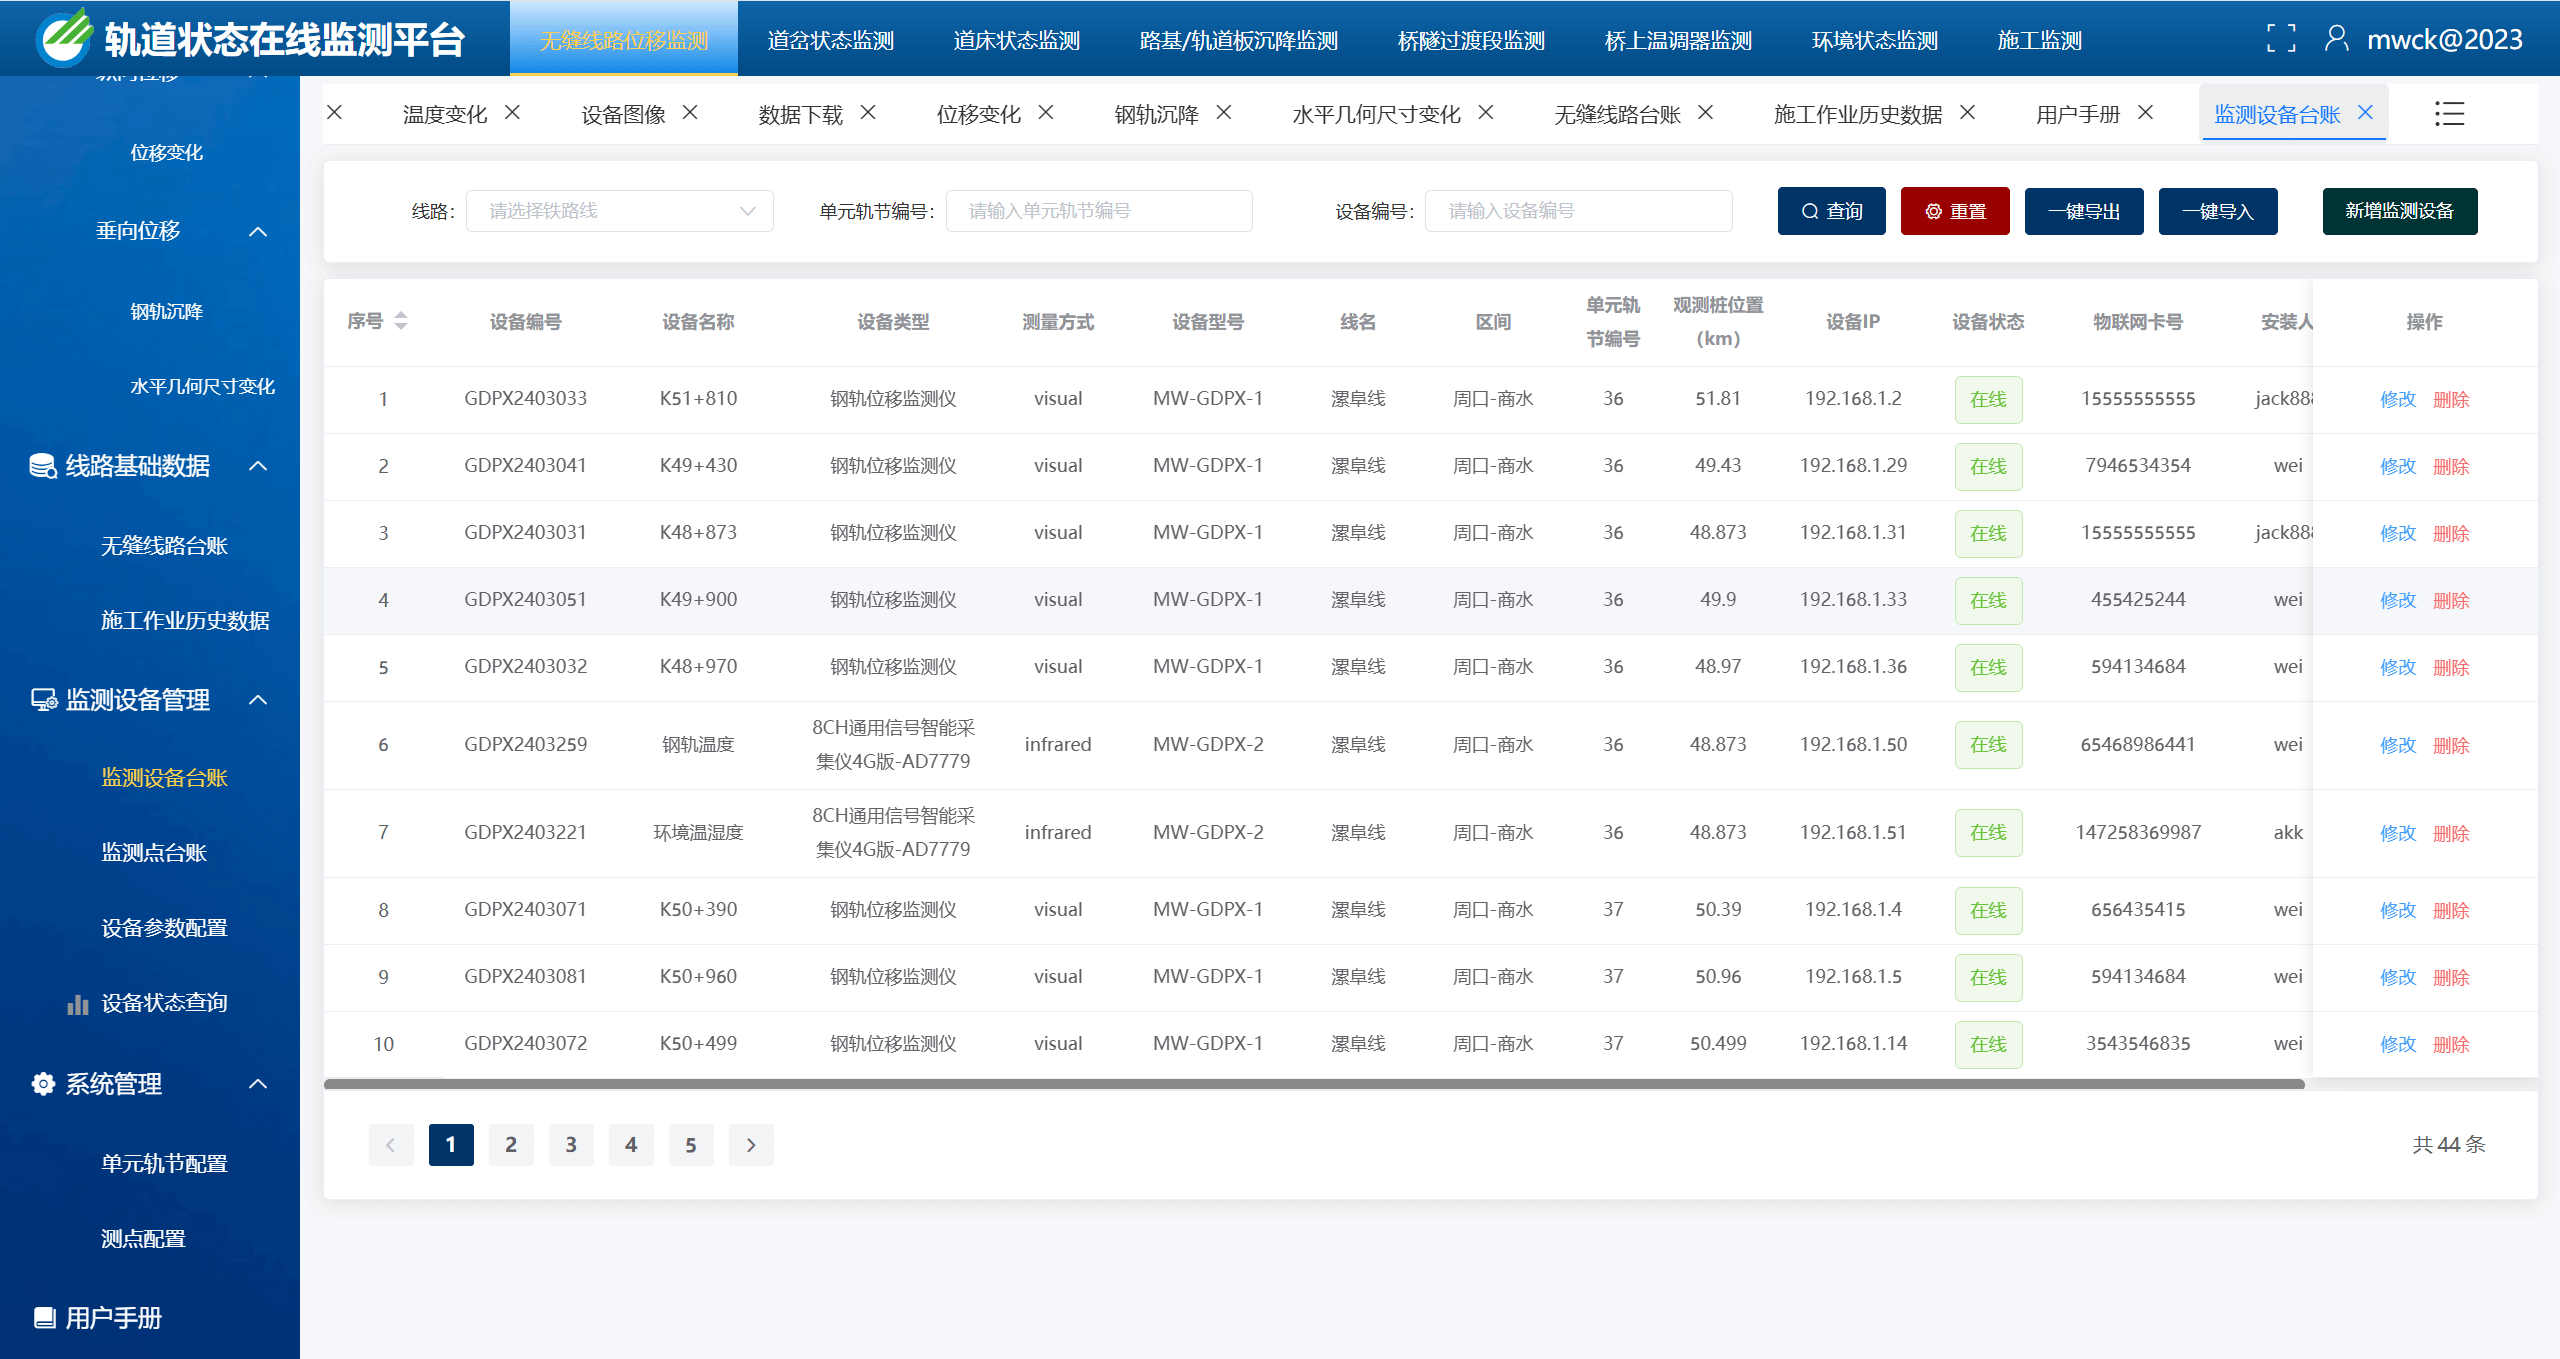 轨道状态在线监测平台
无缝线路位移监测 道岔状态监测 道床状态监测 路基/轨道板沉降监测 桥隧过渡段监测 桥上温调器监测 环境状态监测 施工监测 mwck@2023
位移变化
垂向位移
钢轨沉降
水平几何尺寸变化
线路基础数据
无缝线路台账
施工作业历史数据
监测设备管理
监测设备台账
监测点台账
设备参数配置
设备状态查询
系统管理
单元轨节配置
测点配置
用户手册
温度变化 设备图像 数据下载 位移变化 钢轨沉降 水平几何尺寸变化 无缝线路台账 施工作业历史数据 用户手册 监测设备台账
线路： 请选择铁路线 单元轨节编号： 请输入单元轨节编号 设备编号： 请输入设备编号 查询 重置 一键导出 一键导入 新增监测设备
序号 设备编号 设备名称 设备类型 测量方式 设备型号 线名 区间 单元轨节编号 观测桩位置（km） 设备IP 设备状态 物联网卡号 安装人 操作
1 GDPX2403033 K51+810 钢轨位移监测仪 visual MW-GDPX-1 漯阜线 周口-商水 36 51.81 192.168.1.2 在线 15555555555 jack888 修改 删除
2 GDPX2403041 K49+430 钢轨位移监测仪 visual MW-GDPX-1 漯阜线 周口-商水 36 49.43 192.168.1.29 在线 7946534354 wei 修改 删除
3 GDPX2403031 K48+873 钢轨位移监测仪 visual MW-GDPX-1 漯阜线 周口-商水 36 48.873 192.168.1.31 在线 15555555555 jack888 修改 删除
4 GDPX2403051 K49+900 钢轨位移监测仪 visual MW-GDPX-1 漯阜线 周口-商水 36 49.9 192.168.1.33 在线 455425244 wei 修改 删除
5 GDPX2403032 K48+970 钢轨位移监测仪 visual MW-GDPX-1 漯阜线 周口-商水 36 48.97 192.168.1.36 在线 594134684 wei 修改 删除
6 GDPX2403259 钢轨温度 8CH通用信号智能采集仪4G版-AD7779 infrared MW-GDPX-2 漯阜线 周口-商水 36 48.873 192.168.1.50 在线 65468986441 wei 修改 删除
7 GDPX2403221 环境温湿度 8CH通用信号智能采集仪4G版-AD7779 infrared MW-GDPX-2 漯阜线 周口-商水 36 48.873 192.168.1.51 在线 147258369987 akk 修改 删除
8 GDPX2403071 K50+390 钢轨位移监测仪 visual MW-GDPX-1 漯阜线 周口-商水 37 50.39 192.168.1.4 在线 656435415 wei 修改 删除
9 GDPX2403081 K50+960 钢轨位移监测仪 visual MW-GDPX-1 漯阜线 周口-商水 37 50.96 192.168.1.5 在线 594134684 wei 修改 删除
10 GDPX2403072 K50+499 钢轨位移监测仪 visual MW-GDPX-1 漯阜线 周口-商水 37 50.499 192.168.1.14 在线 3543546835 wei 修改 删除
1 2 3 4 5 共 44 条